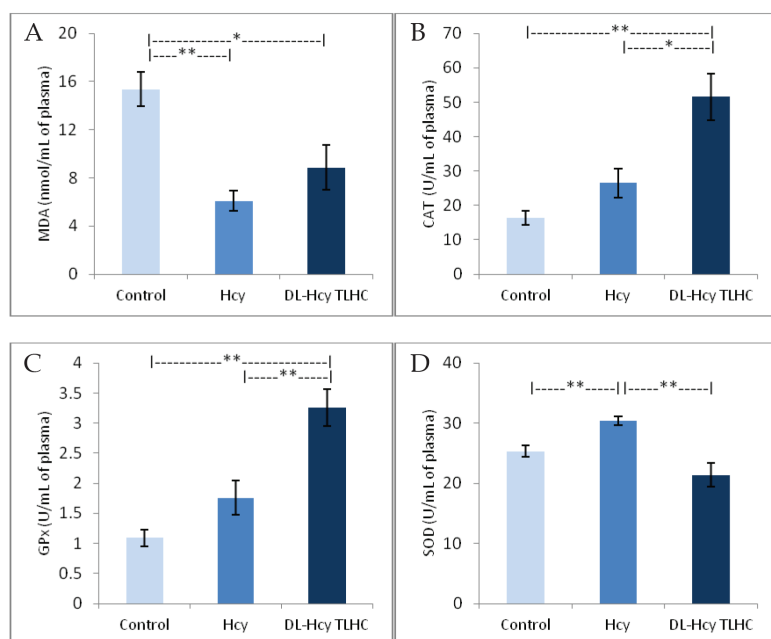 A
MDA (nmol/mL of plasma)
20
16
12
8
4
0
|---------*----------|
|----**---|
Control Hcy DL-Hcy TLHC
B
CAT (U/mL of plasma)
70
60
50
40
30
20
10
0
|----------**----------|
|-----*----|
Control Hcy DL-Hcy TLHC
C
GPx (U/mL of plasma)
4
3.5
3
2.5
2
1.5
1
0.5
0
|---------**-----------|
|----**----|
Control Hcy DL-Hcy TLHC
D
SOD (U/mL of plasma)
40
30
20
10
0
|----**----| |----**----|
Control Hcy DL-Hcy TLHC